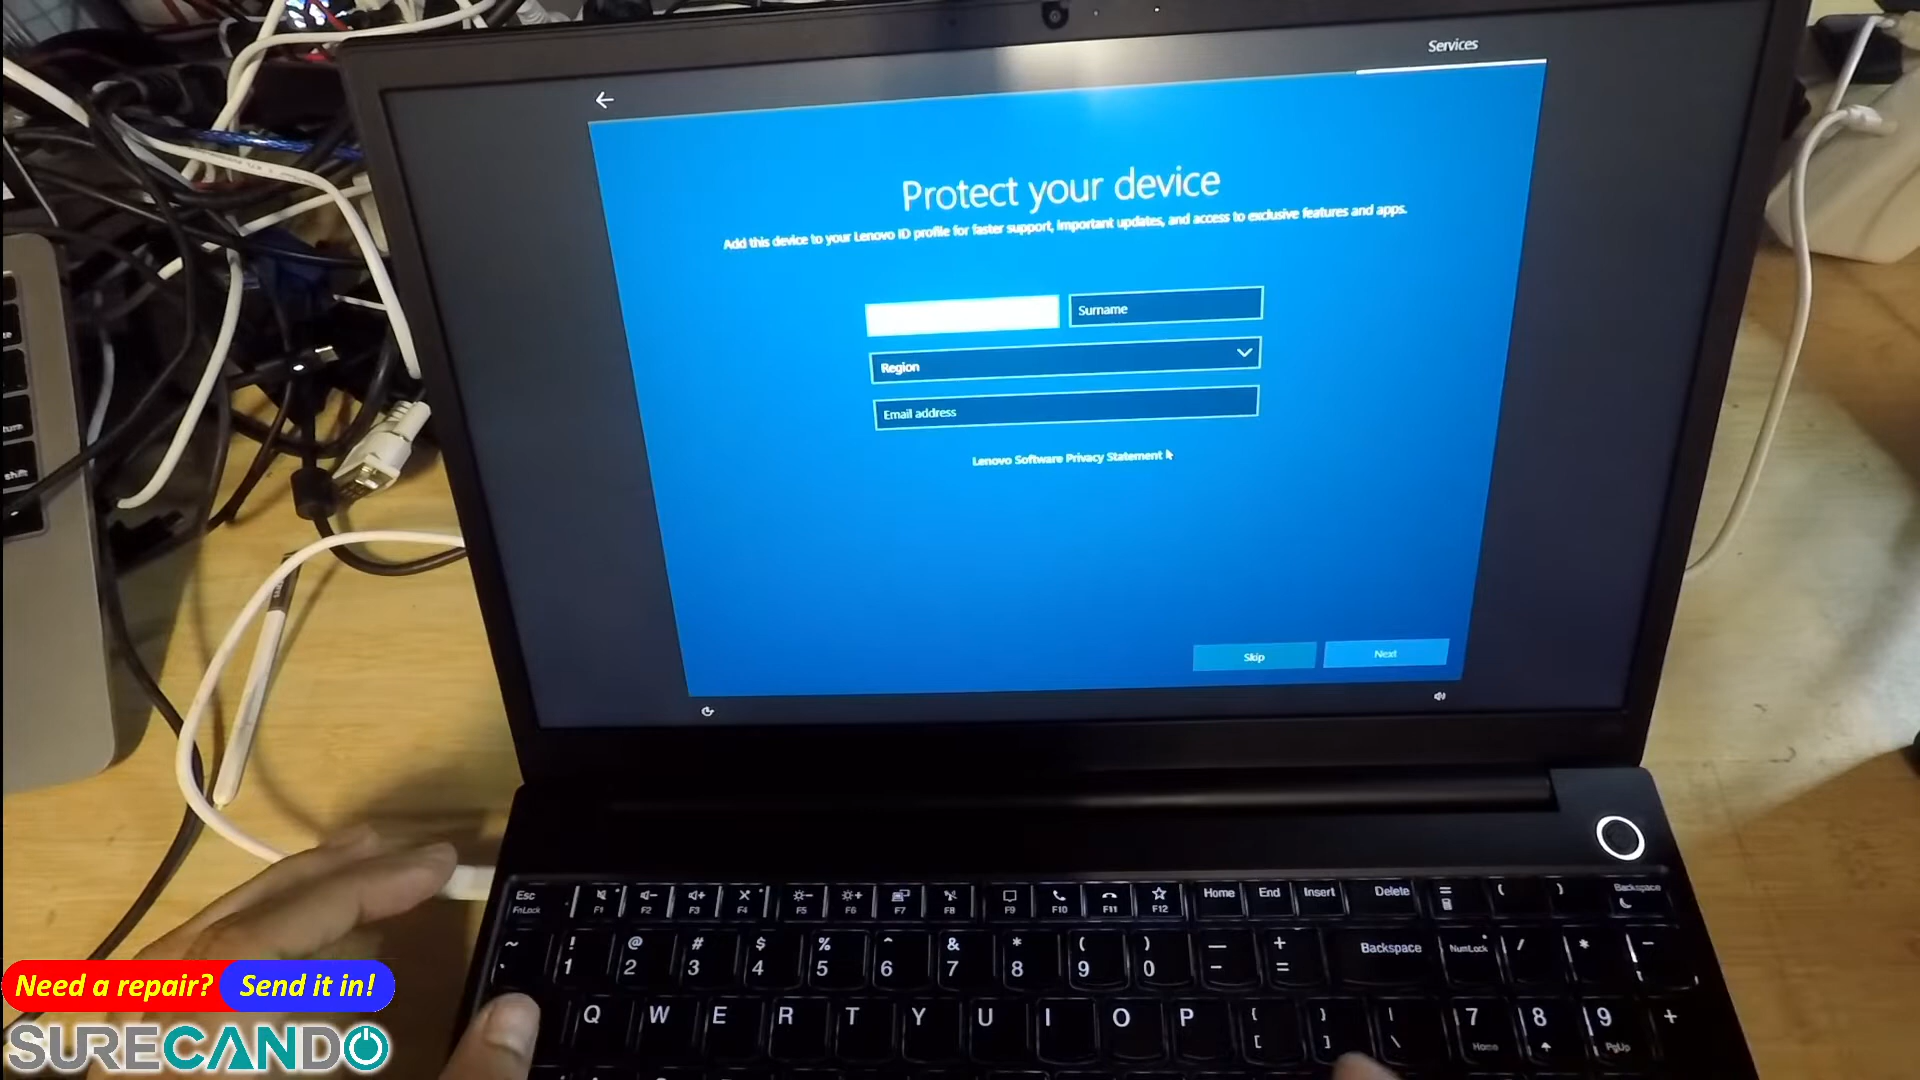 Services
Protect your device
Add this device to your Lenovo ID profile for faster support, important updates, and access to exclusive features and apps.
Surname
Region
Email address
Lenovo Software Privacy Statement
Skip
Next
Esc
FnLock
F1 F2 F3 F4 F5 F6 F7 F8 F9 F10 F11 F12
Home End Insert Delete ( ) Backspace
~ ! @ # $ % ^ & * ( ) — +
1 2 3 4 5 6 7 8 9 0 - = Backspace NumLock / * -
Q W E R T Y U I O P { [ } ] | \ 7 Home 8 9 PgUp +
shift
Need a repair? Send it in!
SURECANDO